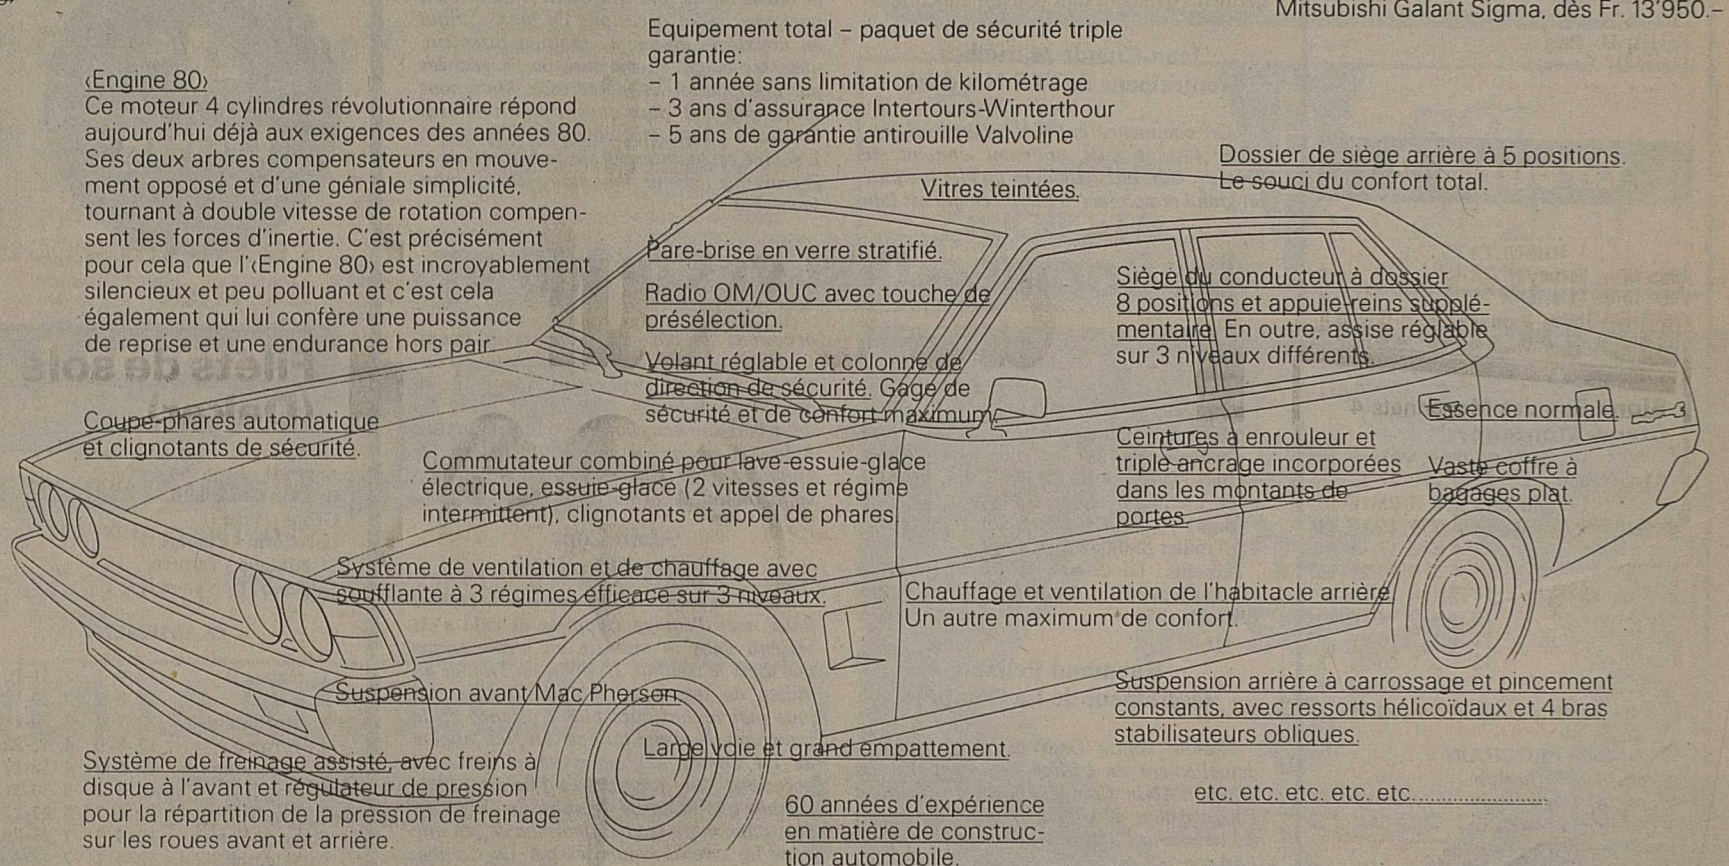 Mitsubishi Galant Sigma, dès Fr. 13'950.–
Equipement total – paquet de sécurité triple
garantie:
– 1 année sans limitation de kilométrage
– 3 ans d'assurance Intertours-Winterthour
– 5 ans de garantie antirouille Valvoline
‹Engine 80›
Ce moteur 4 cylindres révolutionnaire répond
aujourd'hui déjà aux exigences des années 80.
Ses deux arbres compensateurs en mouve-
ment opposé et d'une géniale simplicité,
tournant à double vitesse de rotation compen-
sent les forces d'inertie. C'est précisément
pour cela que l'‹Engine 80› est incroyablement
silencieux et peu polluant et c'est cela
également qui lui confère une puissance
de reprise et une endurance hors pair.
Dossier de siège arrière à 5 positions.
Le souci du confort total.
Vitres teintées.
Pare-brise en verre stratifié.
Radio OM/OUC avec touche de
présélection.
Volant réglable et colonne de
direction de sécurité. Gage de
sécurité et de confort maximum.
Siège du conducteur à dossier
8 positions et appuie-reins supplé-
mentaire. En outre, assise réglable
sur 3 niveaux différents.
Coupe-phares automatique
et clignotants de sécurité.
Essence normale.
Commutateur combiné pour lave-essuie-glace
électrique, essuie-glace (2 vitesses et régime
intermittent), clignotants et appel de phares.
Ceintures à enrouleur et
triple ancrage incorporées
dans les montants de
portes.
Vaste coffre à
bagages plat.
Système de ventilation et de chauffage avec
soufflante à 3 régimes efficace sur 3 niveaux.
Chauffage et ventilation de l'habitacle arrière.
Un autre maximum de confort.
Suspension avant Mac Pherson.
Suspension arrière à carrossage et pincement
constants, avec ressorts hélicoïdaux et 4 bras
stabilisateurs obliques.
Large voie et grand empattement.
Système de freinage assisté, avec freins à
disque à l'avant et régulateur de pression
pour la répartition de la pression de freinage
sur les roues avant et arrière.
60 années d'expérience
en matière de construc-
tion automobile.
etc. etc. etc. etc. etc.......................